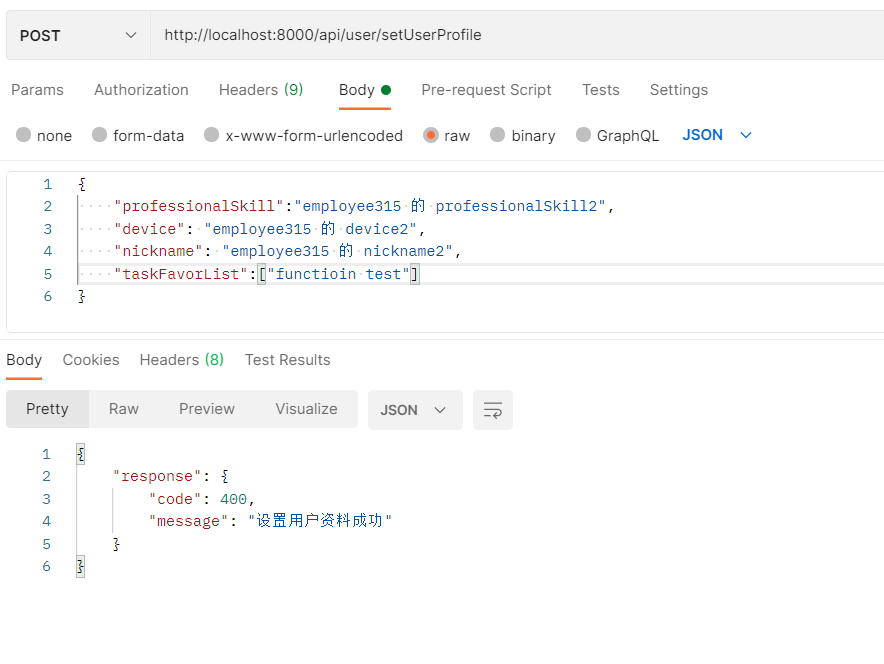 POST http://localhost:8000/api/user/setUserProfile
Params Authorization Headers (9) Body Pre-request Script Tests Settings
none form-data x-www-form-urlencoded raw binary GraphQL JSON
1 {
2 "professionalSkill":"employee315 的 professionalSkill2",
3 "device": "employee315 的 device2",
4 "nickname": "employee315 的 nickname2",
5 "taskFavorList":["functioin test"]
6 }
Body Cookies Headers (8) Test Results
Pretty Raw Preview Visualize JSON
1 {
2 "response": {
3 "code": 400,
4 "message": "设置用户资料成功"
5 }
6 }